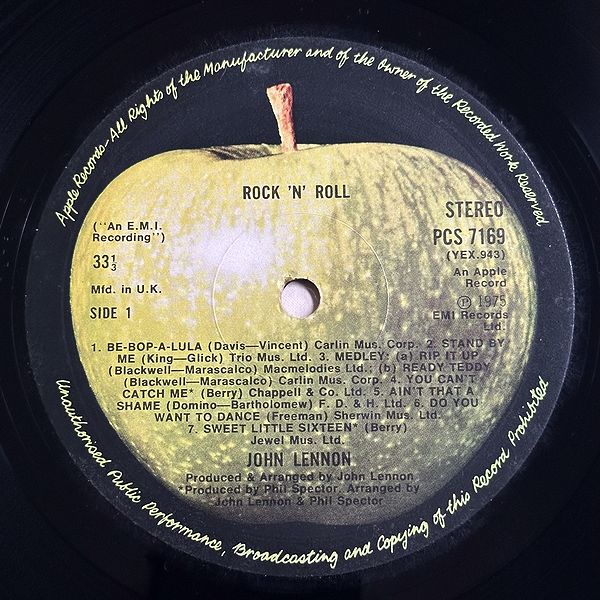 Apple Records–All Rights of the Manufacturer and of the Owner of the Recorded Work Reserved
ROCK 'N' ROLL
("An E.M.I.
Recording")
33⅓
Mfd. in U.K.
SIDE 1
STEREO
PCS 7169
(YEX.943)
An Apple
Record
℗ 1975
EMI Records
Ltd.
1. BE-BOP-A-LULA (Davis—Vincent) Carlin Mus. Corp. 2. STAND BY
ME (King—Glick) Trio Mus. Ltd. 3. MEDLEY: (a) RIP IT UP
(Blackwell—Marascalco) Macmelodies Ltd.; (b) READY TEDDY
(Blackwell—Marascalco) Carlin Mus. Corp. 4. YOU CAN'T
CATCH ME* (Berry) Chappell & Co. Ltd. 5. AIN'T THAT A
SHAME (Domino—Bartholomew) F. D. & H. Ltd. 6. DO YOU
WANT TO DANCE (Freeman) Sherwin Mus. Ltd.
7. SWEET LITTLE SIXTEEN* (Berry)
Jewel Mus. Ltd.
JOHN LENNON
Produced & Arranged by John Lennon
*Produced by Phil Spector, Arranged by
John Lennon & Phil Spector
Unauthorised Public Performance, Broadcasting and Copying of this Record Prohibited